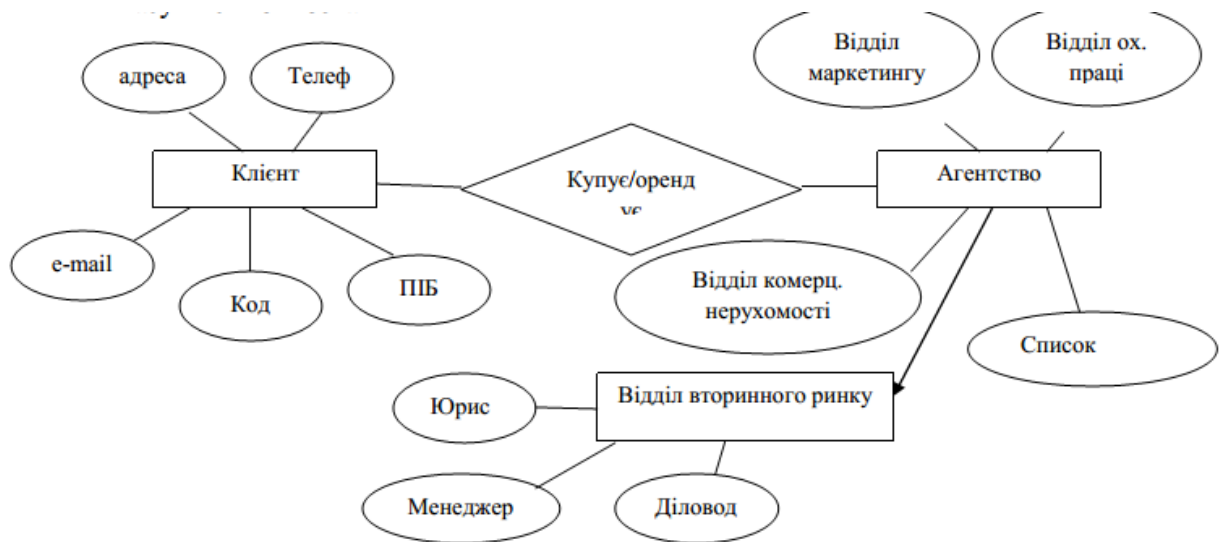 Відділ
маркетингу
Відділ ох.
праці
адреса
Телеф
Клієнт
Купує/оренд
ує
Агентство
e-mail
Код
ПІБ
Відділ комерц.
нерухомості
Список
Відділ вторинного ринку
Юрис
Менеджер
Діловод